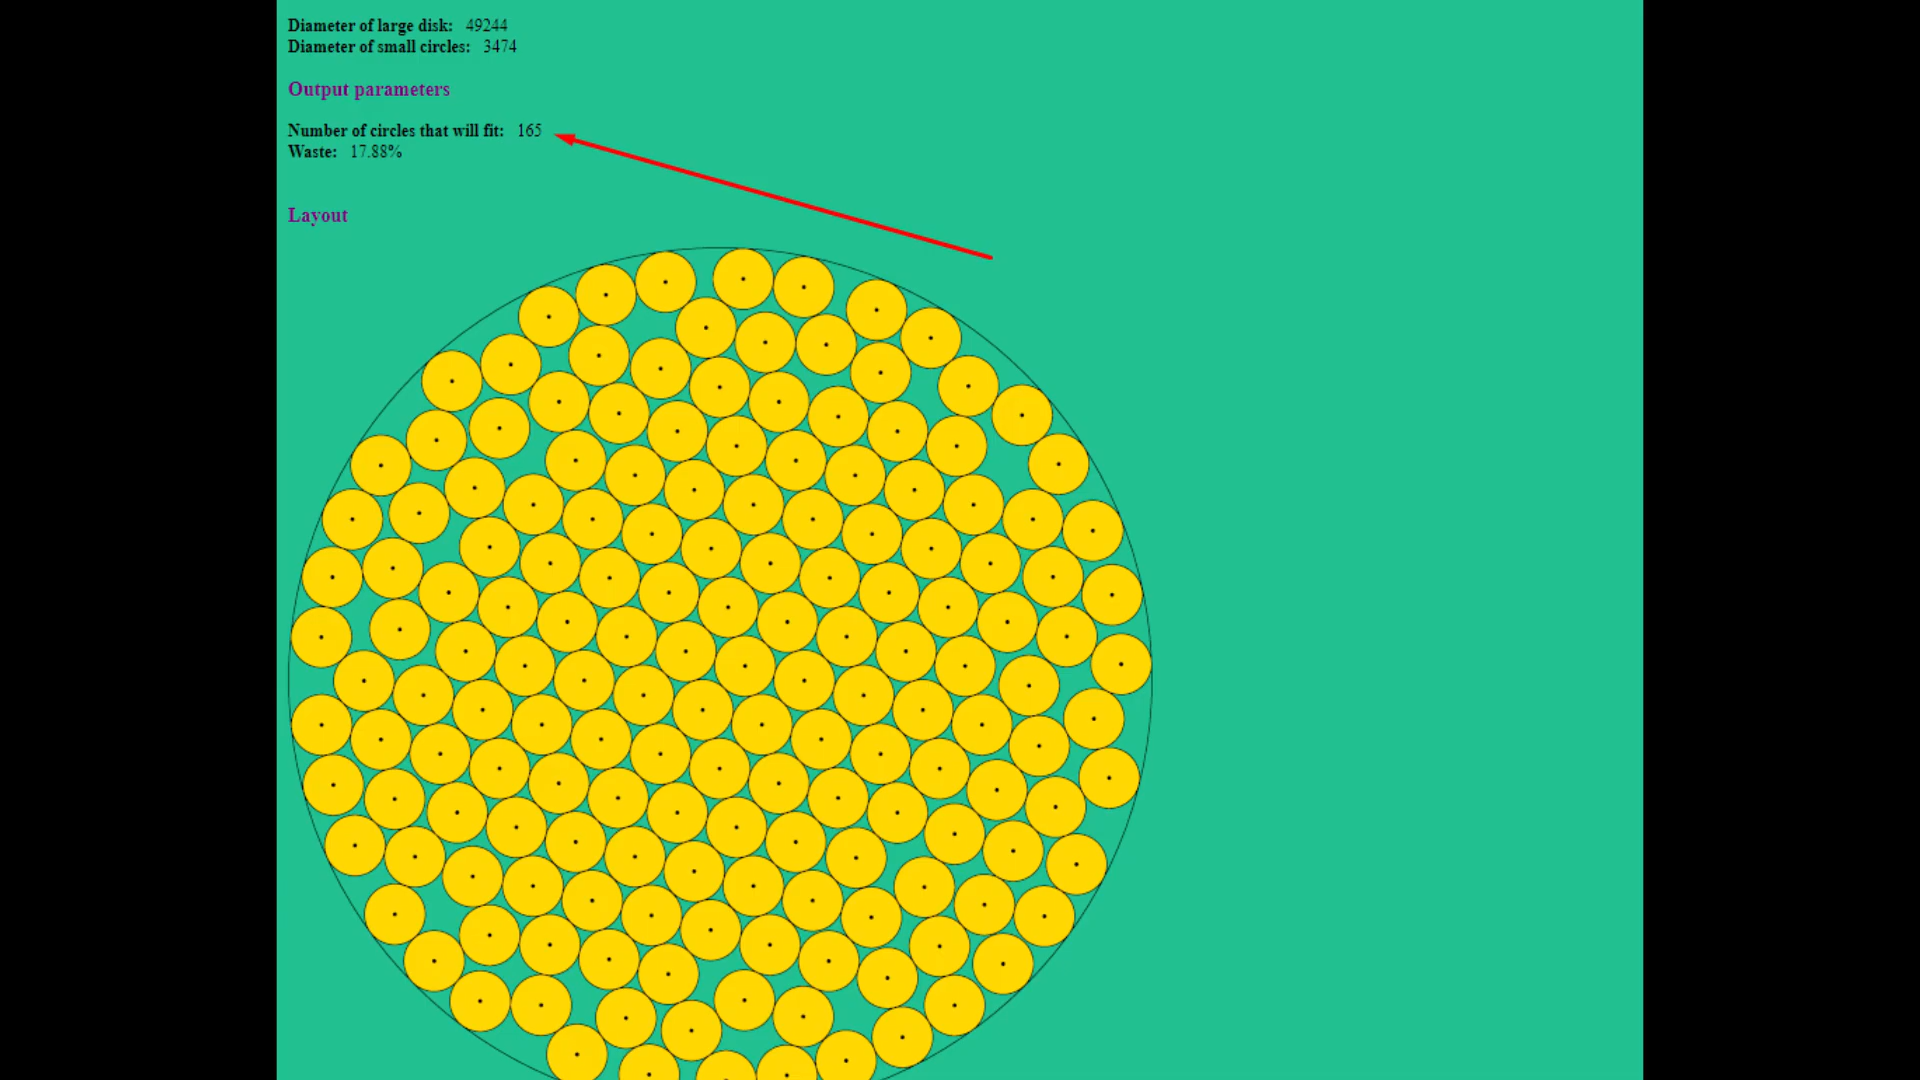 Diameter of large disk: 49244
Diameter of small circles: 3474
Output parameters
Number of circles that will fit: 165
Waste: 17.88%
Layout